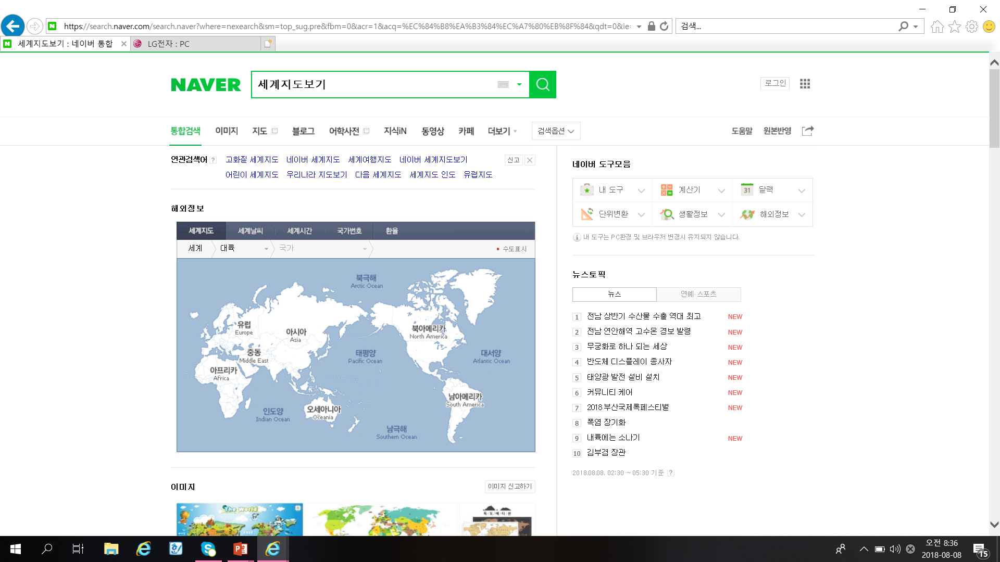 https://search.naver.com/search.naver?where=nexearch&sm=top_sug.pre&fbm=0&acr=1&acq=%EC%84%B8%EA%B3%84%EC%A7%80%EB%8F%84&qdt=0&ie:
검색...
세계지도보기 : 네이버 통합
LG전자 : PC
NAVER
세계지도보기
로그인
통합검색 이미지 지도 블로그 어학사전 지식iN 동영상 카페 더보기 검색옵션
도움말 원본반영
연관검색어 ? 고화질 세계지도 네이버 세계지도 세계여행지도 네이버 세계지도보기 신고
어린이 세계지도 우리나라 지도보기 다음 세계지도 세계지도 인도 유럽지도
해외정보
세계지도 세계날씨 세계시간 국가번호 환율
세계 대륙 국가 수도표시
북극해
Arctic Ocean
유럽
Europe
아시아
Asia
북아메리카
North America
중동
Middle East
태평양
Pacific Ocean
대서양
Atlantic Ocean
아프리카
Africa
남아메리카
South America
인도양
Indian Ocean
오세아니아
Oceania
남극해
Southern Ocean
이미지
이미지 신고하기
The World
독도에디션
네이버 도구모음
내 도구 계산기 31 달력
단위변환 생활정보 해외정보
내 도구는 PC환경 및 브라우저 변경시 유지되지 않습니다.
뉴스토픽
뉴스 연예·스포츠
1 전남 상반기 수산물 수출 역대 최고 NEW
2 전남 연안해역 고수온 경보 발령 NEW
3 무궁화로 하나 되는 세상 NEW
4 반도체 디스플레이 종사자 NEW
5 태양광 발전 설비 설치 NEW
6 커뮤니티 케어 NEW
7 2018 부산국제록페스티벌 NEW
8 폭염 장기화
9 내륙에는 소나기 NEW
10 김부겸 장관
2018.08.08. 02:30 ~ 05:30 기준 ?
오전 8:36
2018-08-08
15